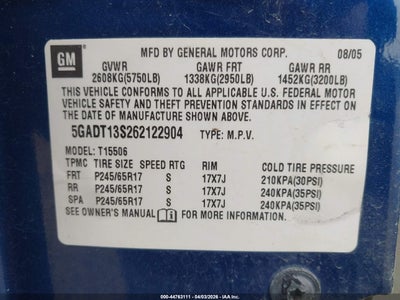 GM
MFD BY GENERAL MOTORS CORP. 08/05
GVWR GAWR FRT GAWR RR
2608KG(5750LB) 1338KG(2950LB) 1452KG(3200LB)
THIS VEHICLE CONFORMS TO ALL APPLICABLE U.S. FEDERAL MOTOR
VEHICLE SAFETY AND THEFT PREVENTION STANDARDS IN EFFECT ON
THE DATE OF MANUFACTURE SHOWN ABOVE.
5GADT13S262122904 TYPE: M.P.V.
MODEL: T15506
TPMC TIRE SIZE SPEED RTG RIM COLD TIRE PRESSURE
FRT P245/65R17 S 17X7J 210KPA(30PSI)
RR P245/65R17 S 17X7J 240KPA(35PSI)
SPA P245/65R17 S 17X7J 240KPA(35PSI)
SEE OWNER'S MANUAL FOR ADDITIONAL INFORMATION.
GM
000-44763111 - 04/03/2026 - IAA Inc.